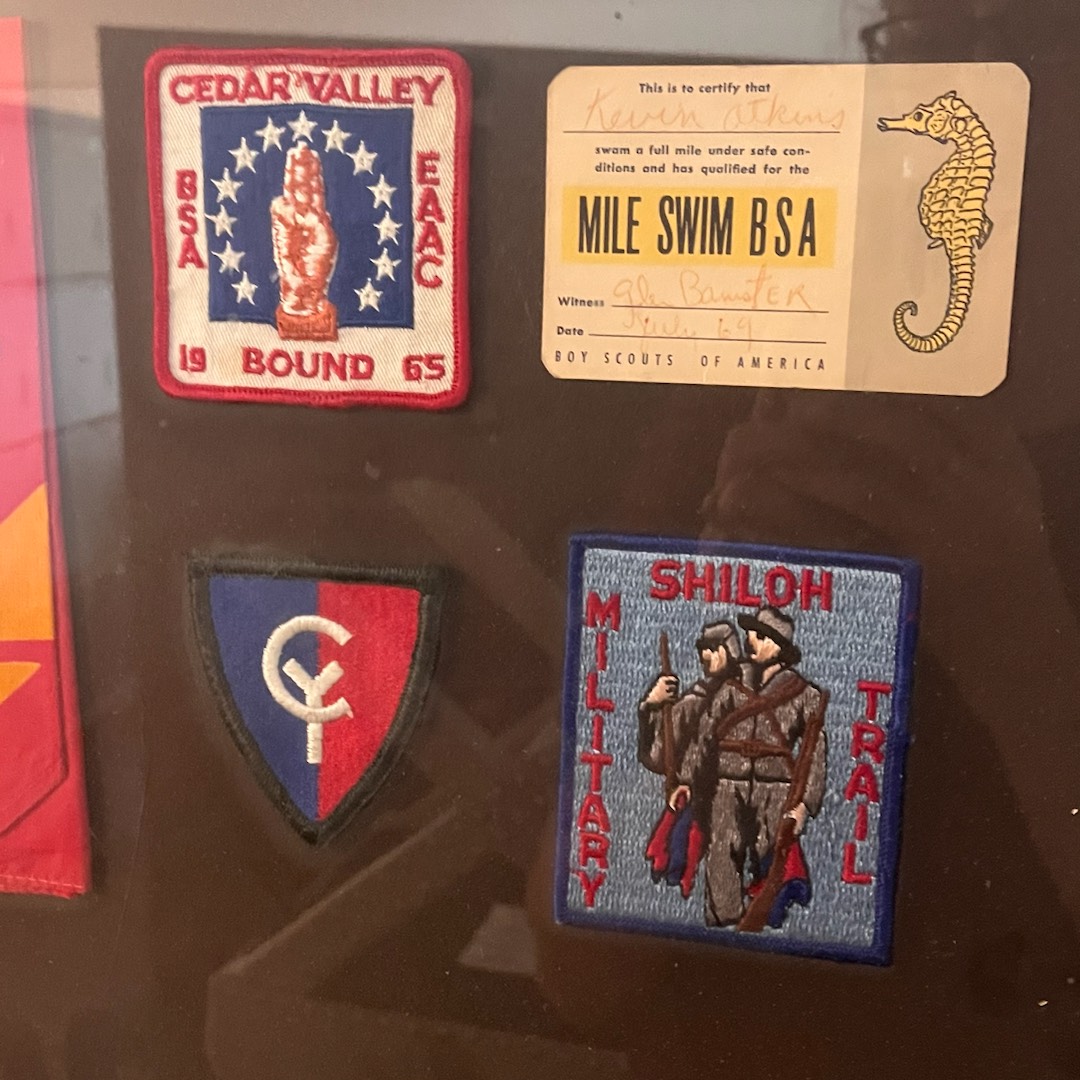 CEDAR VALLEY
BSA
EAAC
19 BOUND 65
This is to certify that
Kevin Atkins
swam a full mile under safe con-
ditions and has qualified for the
MILE SWIM BSA
Witness
Date
BOY SCOUTS OF AMERICA
CY
SHILOH
MILITARY
TRAIL